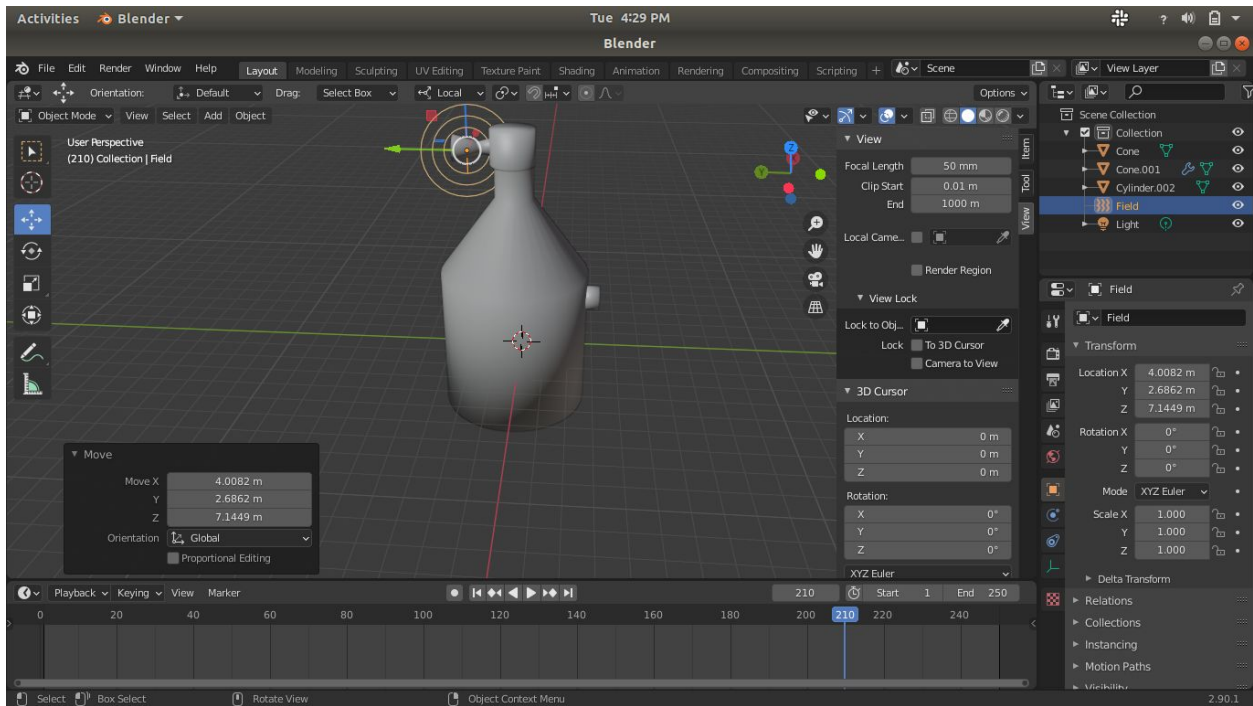 Activities Blender Tue 4:29 PM ?
Blender
File Edit Render Window Help Layout Modeling Sculpting UV Editing Texture Paint Shading Animation Rendering Compositing Scripting + Scene View Layer
Orientation: Default Drag: Select Box Local Options
Object Mode View Select Add Object
User Perspective
(210) Collection | Field
Z
Y
View
Focal Length 50 mm
Clip Start 0.01 m
End 1000 m
Local Came...
Render Region
View Lock
Lock to Obj...
Lock To 3D Cursor
Camera to View
3D Cursor
Location:
X 0 m
Y 0 m
Z 0 m
Rotation:
X 0°
Y 0°
Z 0°
XYZ Euler
Item
Tool
View
Move
Move X 4.0082 m
Y 2.6862 m
Z 7.1449 m
Orientation Global
Proportional Editing
Scene Collection
Collection
Cone
Cone.001
Cylinder.002
Field
Light
Field
Field
Transform
Location X 4.0082 m
Y 2.6862 m
Z 7.1449 m
Rotation X 0°
Y 0°
Z 0°
Mode XYZ Euler
Scale X 1.000
Y 1.000
Z 1.000
Delta Transform
Relations
Collections
Instancing
Motion Paths
Visibility
Playback Keying View Marker 210 Start 1 End 250
0 20 40 60 80 100 120 140 160 180 200 210 220 240
Select Box Select Rotate View Object Context Menu 2.90.1